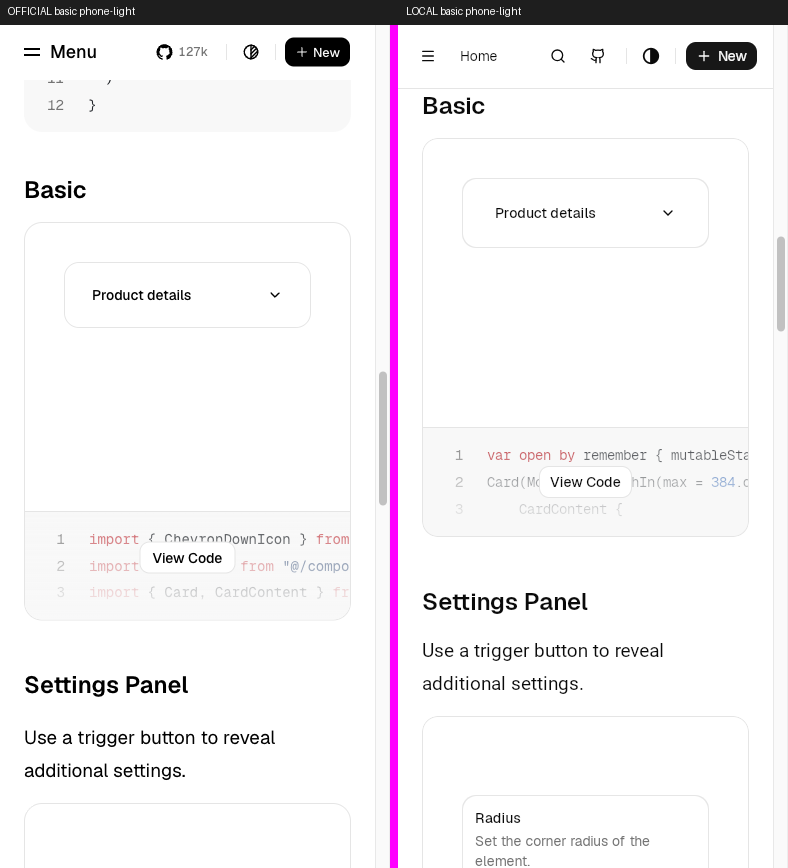 OFFICIAL basic phone-light
Menu
127k
New
11 )
12 }
Basic
Product details
1 import { ChevronDownIcon } from
2 import from "@/compo
View Code
3 import { Card, CardContent } fr
Settings Panel
Use a trigger button to reveal
additional settings.
LOCAL basic phone-light
Home
New
Basic
Product details
1 var open by remember { mutableSta
2 Card(Mo hIn(max = 384.d
View Code
3 CardContent {
Settings Panel
Use a trigger button to reveal
additional settings.
Radius
Set the corner radius of the
element.